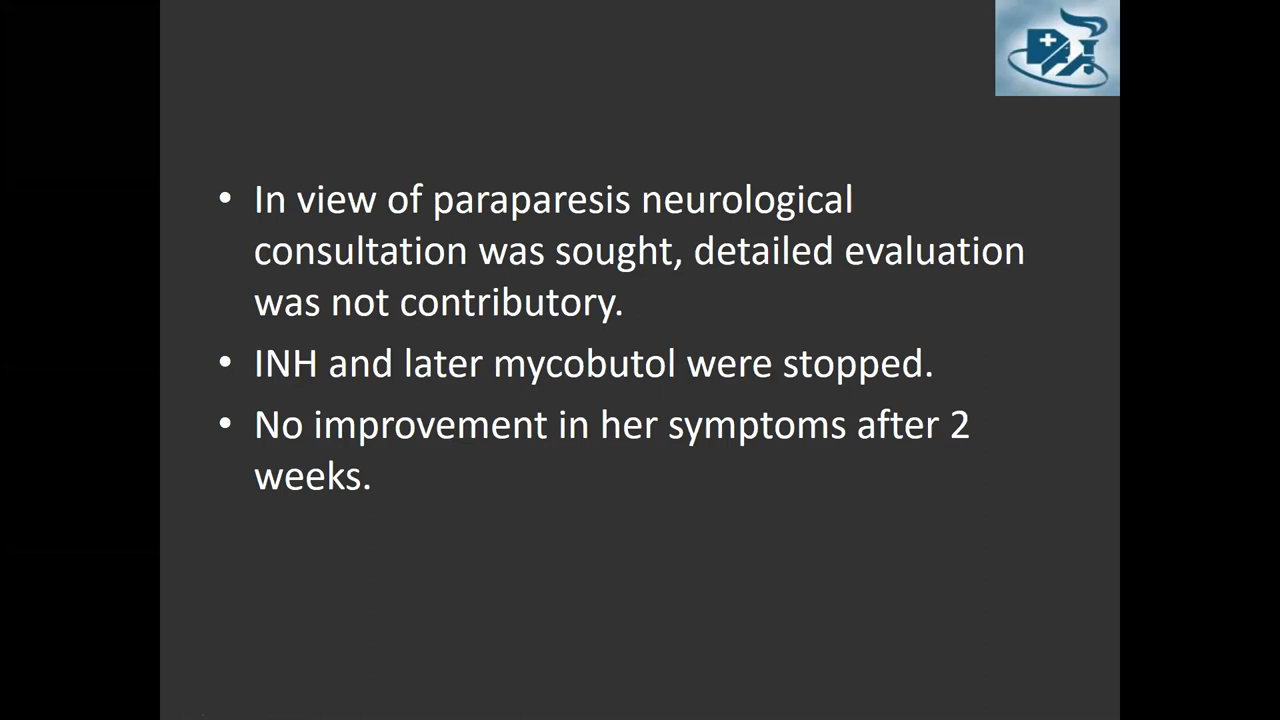 • In view of paraparesis neurological
consultation was sought, detailed evaluation
was not contributory.
• INH and later mycobutol were stopped.
• No improvement in her symptoms after 2
weeks.